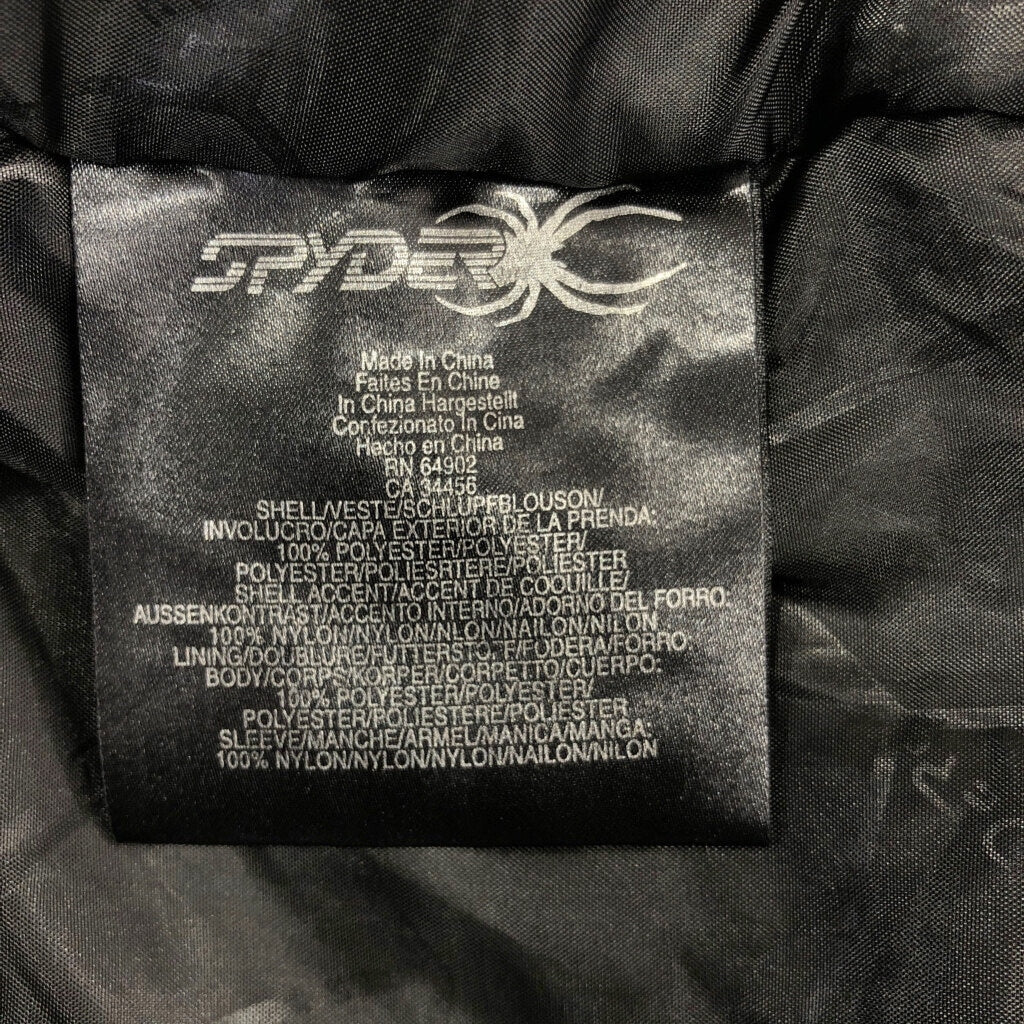 SPYDER
Made In China
Faites En Chine
In China Hargestellt
Confezionato In Cina
Hecho en China
RN 64902
CA 34456
SHELL/VESTE/SCHLUPFBLOUSON/
INVOLUCRO/CAPA EXTERIOR DE LA PRENDA:
100% POLYESTER/POLYESTER/
POLYESTER/POLIESRTERE/POLIESTER
SHELL ACCENT/ACCENT DE COOUILLE/
AUSSENKONTRAST/ACCENTO INTERNO/ADORNO DEL FORRO:
100% NYLON/NYLON/NLON/NAILON/NILON
LINING/DOUBLURE/FUTTERSTO.F/FODERA/FORRO
BODY/CORPS/KORPER/CORPETTO/CUERPO:
100% POLYESTER/POLYESTER/
POLYESTER/POLIESTERE/POLIESTER
SLEEVE/MANCHE/ARMEL/MANICA/MANGA:
100% NYLON/NYLON/NYLON/NAILON/NILON